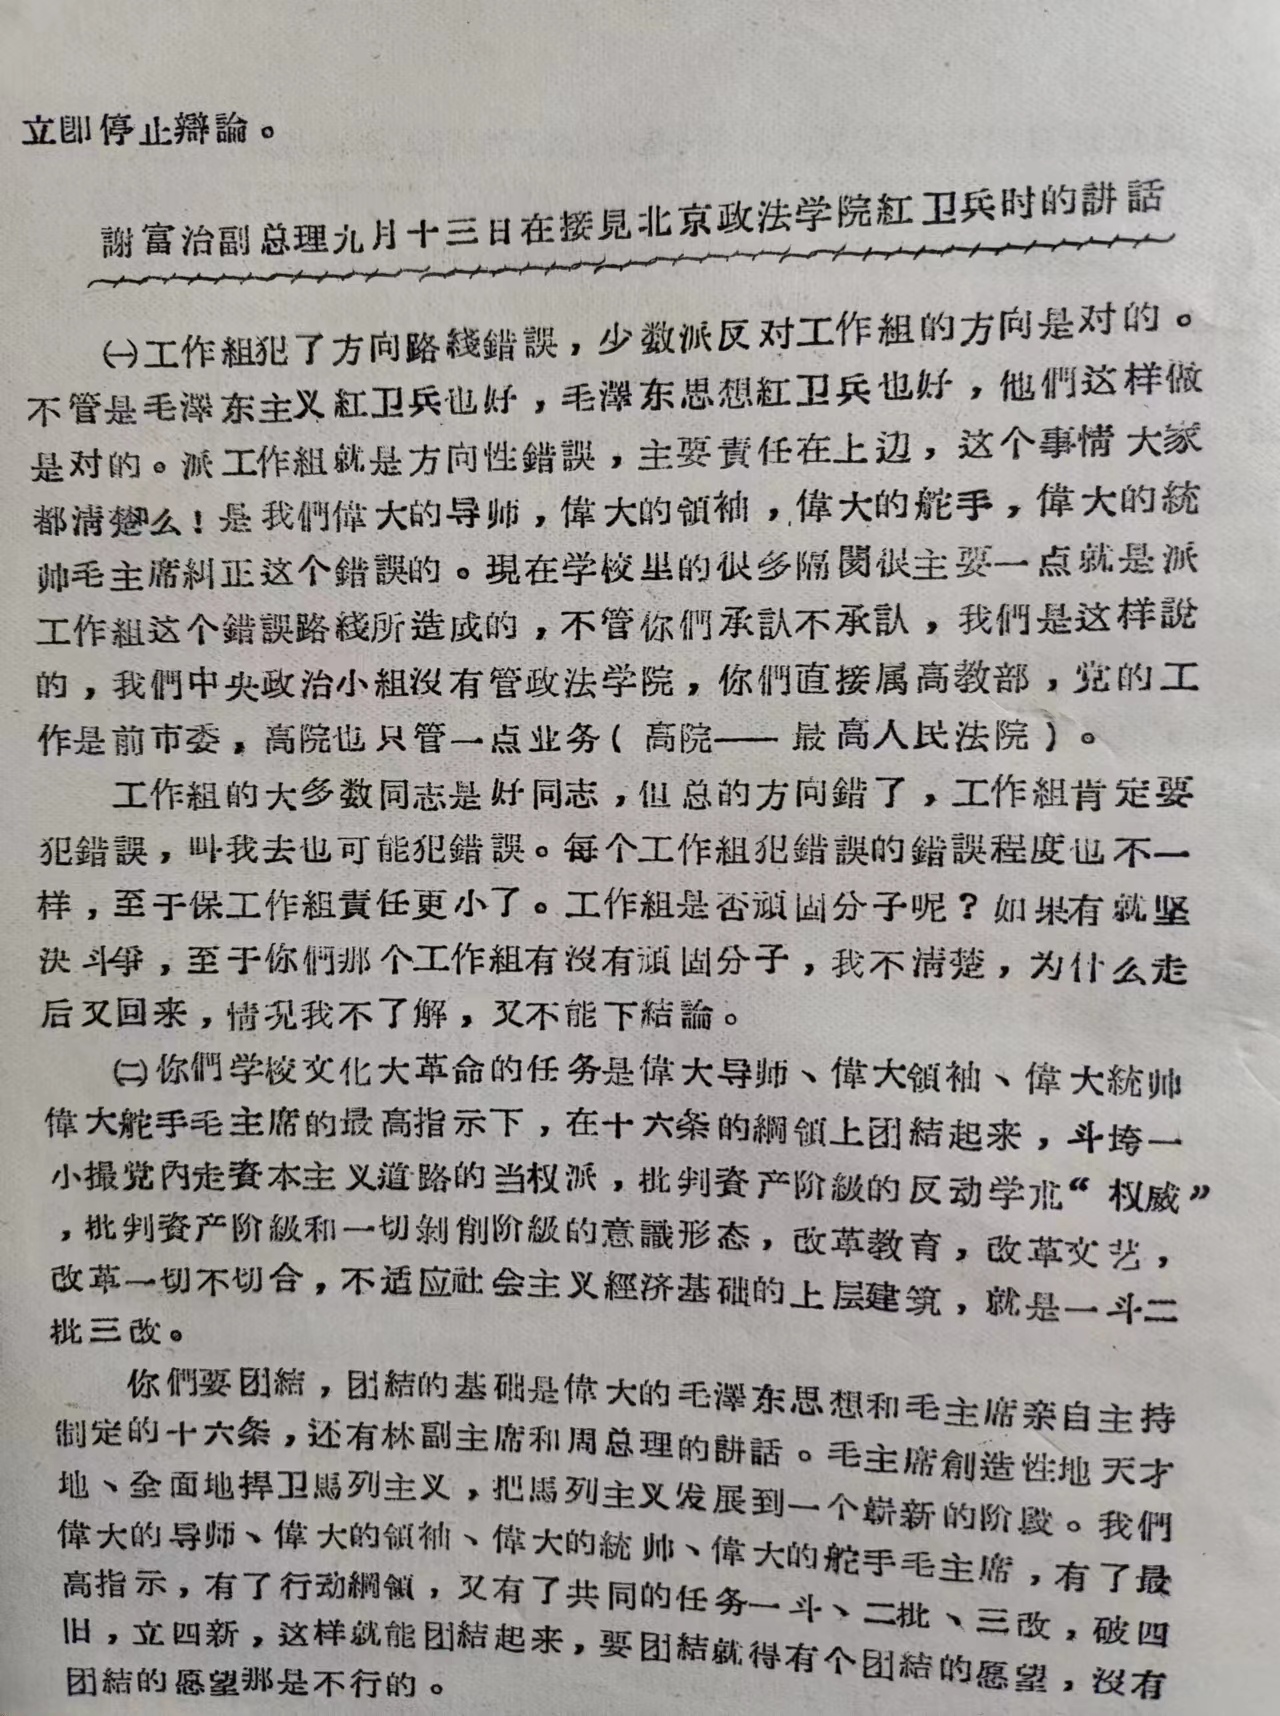 立即停止辯論。
謝富治副总理九月十三日在接見北京政法学院紅卫兵时的講話
㈠工作組犯了方向路綫錯誤，少数派反对工作組的方向是对的。
不管是毛澤东主义紅卫兵也好，毛澤东思想紅卫兵也好，他們这样做
是对的。派工作組就是方向性錯誤，主要責任在上边，这个事情大家
都清楚么！是我們偉大的导师，偉大的領袖，偉大的舵手，偉大的統
帅毛主席糾正这个錯誤的。現在学校里的很多隔閡很主要一点就是派
工作組这个錯誤路綫所造成的，不管你們承認不承認，我們是这样說
的，我們中央政治小組沒有管政法学院，你們直接属高教部，党的工
作是前市委，高院也只管一点业务（高院——最高人民法院）。
工作組的大多数同志是好同志，但总的方向錯了，工作組肯定要
犯錯誤，叫我去也可能犯錯誤。每个工作組犯錯誤的錯誤程度也不一
样，至于保工作組責任更小了。工作組是否頑固分子呢？如果有就坚
决斗爭，至于你們那个工作組有沒有頑固分子，我不清楚，为什么走
后又回来，情况我不了解，又不能下結論。
㈡你們学校文化大革命的任务是偉大导师、偉大領袖、偉大統帅
偉大舵手毛主席的最高指示下，在十六条的綱領上团結起来，斗垮一
小撮党內走資本主义道路的当权派，批判資产阶級的反动学朮“权威”
，批判資产阶級和一切剝削阶級的意識形态，改革教育，改革文艺，
改革一切不切合，不适应社会主义經济基础的上层建筑，就是一斗二
批三改。
你們要团結，团結的基础是偉大的毛澤东思想和毛主席亲自主持
制定的十六条，还有林副主席和周总理的講話。毛主席創造性地天才
地、全面地捍卫馬列主义，把馬列主义发展到一个嶄新的阶段。我們
偉大的导师、偉大的領袖、偉大的統帅、偉大的舵手毛主席，有了最
高指示，有了行动綱領，又有了共同的任务一斗、二批、三改，破四
旧，立四新，这样就能团結起来，要团結就得有个团結的愿望，沒有
团結的愿望那是不行的。